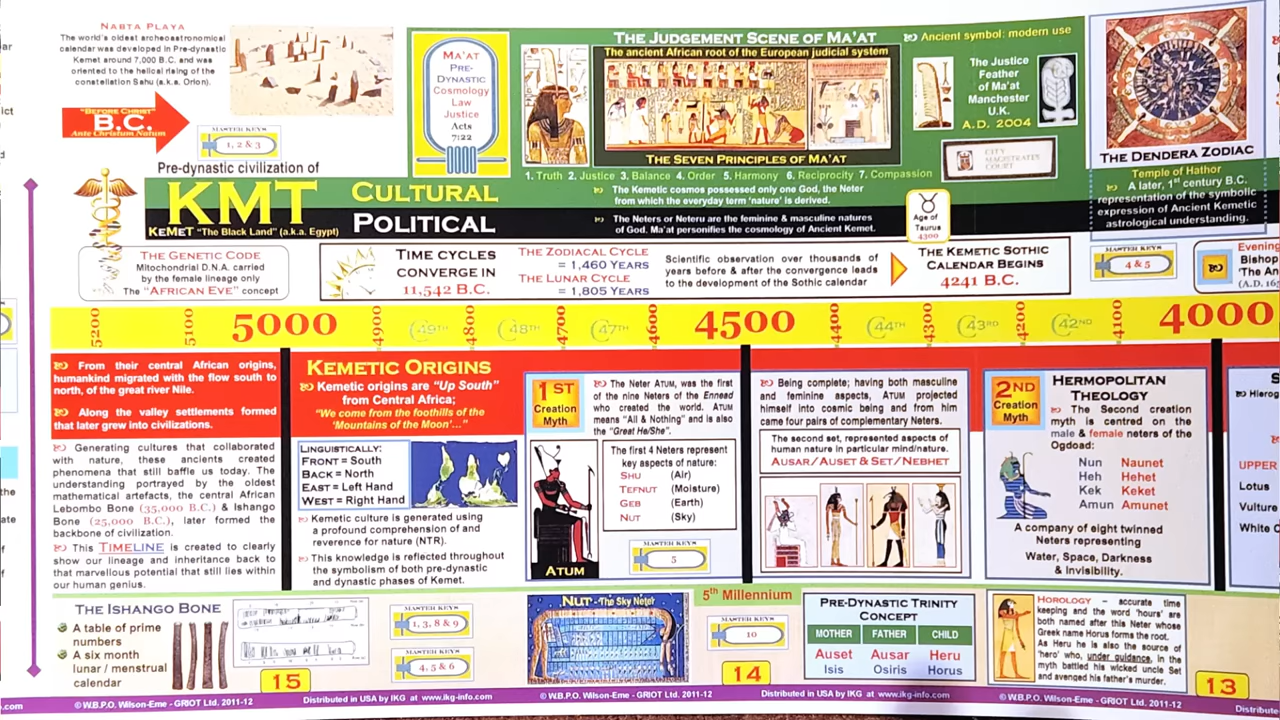 NABTA PLAYA
The world's oldest archeoastronomical
calendar was developed in Pre-dynastic
Kemet around 7,000 B.C. and was
oriented to the helical rising of the
constellation Sahu (a.k.a. Orion).
"BEFORE CHRIST"
B.C.
Ante Christum Natum
MASTER KEYS
1, 2 & 3
MA'AT
PRE-
DYNASTIC
Cosmology
Law
Justice
Acts
7:22
THE JUDGEMENT SCENE OF MA'AT
The ancient African root of the European judicial system
THE SEVEN PRINCIPLES OF MA'AT
1. Truth 2. Justice 3. Balance 4. Order 5. Harmony 6. Reciprocity 7. Compassion
Ancient symbol: modern use
The Justice
Feather
of Ma'at
Manchester
U.K.
A.D. 2004
CITY
MAGISTRATES
COURT
THE DENDERA ZODIAC
Temple of Hathor
A later, 1st century B.C.
representation of the symbolic
expression of Ancient Kemetic
astrological understanding.
Pre-dynastic civilization of
KMT
KEMET "The Black Land" (a.k.a. Egypt)
CULTURAL
POLITICAL
The Kemetic cosmos possessed only one God, the Neter
from which the everyday term 'nature' is derived.
The Neters or Neteru are the feminine & masculine natures
of God. Ma'at personifies the cosmology of Ancient Kemet.
Age of
Taurus
4300
THE GENETIC CODE
Mitochondrial D.N.A. carried
by the female lineage only
The "AFRICAN EVE" concept
TIME CYCLES
CONVERGE IN
11,542 B.C.
THE ZODIACAL CYCLE
= 1,460 YEARS
THE LUNAR CYCLE
= 1,805 YEARS
Scientific observation over thousands of
years before & after the convergence leads
to the development of the Sothic calendar
THE KEMETIC SOTHIC
CALENDAR BEGINS
4241 B.C.
MASTER KEYS
4 & 5
Evening
Bishop
'The An
(A.D. 16
5200 5100 5000 4900 49TH 4800 48TH 4700 47TH 4600 4500 4400 44TH 4300 43RD 4200 42ND 4100 4000
From their central African origins,
humankind migrated with the flow south to
north, of the great river Nile.
Along the valley settlements formed
that later grew into civilizations.
Generating cultures that collaborated
with nature, these ancients created
phenomena that still baffle us today. The
understanding portrayed by the oldest
mathematical artefacts, the central African
Lebombo Bone (35,000 B.C.) & Ishango
Bone (25,000 B.C.), later formed the
backbone of civilization.
This TIMELINE is created to clearly
show our lineage and inheritance back to
that marvellous potential that still lies within
our human genius.
KEMETIC ORIGINS
Kemetic origins are "Up South"
from Central Africa;
"We come from the foothills of the
'Mountains of the Moon'..."
LINGUISTICALLY:
FRONT = South
BACK = North
EAST = Left Hand
WEST = Right Hand
Kemetic culture is generated using
a profound comprehension of and
reverence for nature (NTR).
This knowledge is reflected throughout
the symbolism of both pre-dynastic
and dynastic phases of Kemet.
1ST
Creation
Myth
The Neter ATUM, was the first
of the nine Neters of the Ennead
who created the world. ATUM
means "All & Nothing" and is also
the "Great He/She".
ATUM
The first 4 Neters represent
key aspects of nature:
SHU (Air)
TEFNUT (Moisture)
GEB (Earth)
NUT (Sky)
MASTER KEYS
5
Being complete; having both masculine
and feminine aspects, ATUM projected
himself into cosmic being and from him
came four pairs of complementary Neters.
The second set, represented aspects of
human nature in particular mind/nature.
AUSAR/AUSET & SET/NEBHET
2ND
Creation
Myth
HERMOPOLITAN
THEOLOGY
The Second creation
myth is centred on the
male & female neters of the
Ogdoad:
Nun Naunet
Heh Hehet
Kek Keket
Amun Amunet
A company of eight twinned
Neters representing
Water, Space, Darkness
& Invisibility.
Hierog
UPPER
Lotus
Vulture
White C
THE ISHANGO BONE
A table of prime
numbers
A six month
lunar / menstrual
calendar
MASTER KEYS
1, 3, 8 & 9
MASTER KEYS
4, 5 & 6
15
NUT - The Sky Neter
5th Millennium
MASTER KEYS
10
14
PRE-DYNASTIC TRINITY
CONCEPT
MOTHER FATHER CHILD
Auset Ausar Heru
Isis Osiris Horus
HOROLOGY – accurate time
keeping and the word 'hours' are
both named after this Neter whose
Greek name Horus forms the root.
As Heru he is also the source of
'hero' who, under guidance, in the
myth battled his wicked uncle Set
and avenged his father's murder.
13
.com
© W.B.P.O. Wilson-Eme - GRIOT Ltd. 2011-12
Distributed in USA by IKG at www.ikg-info.com
© W.B.P.O. Wilson-Eme - GRIOT Ltd. 2011-12
Distributed in USA by IKG at www.ikg-info.com
© W.B.P.O. Wilson-Eme - GRIOT Ltd. 2011-12
Distribute